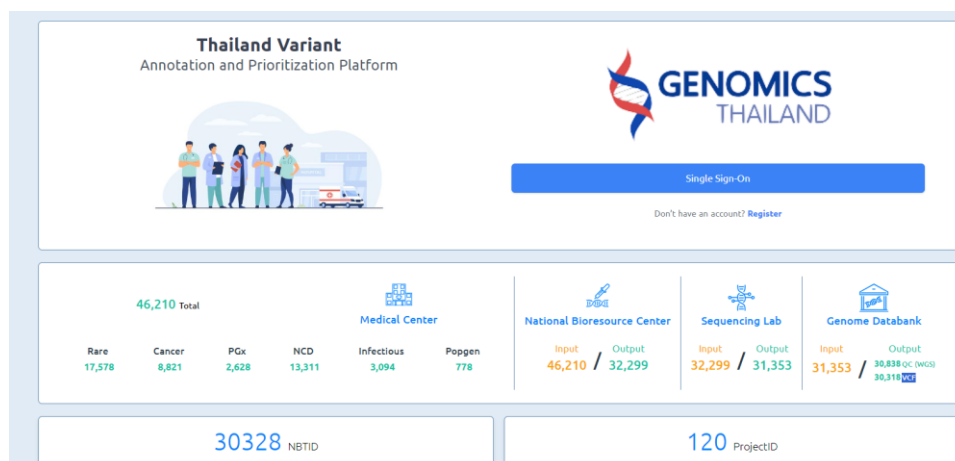 Thailand Variant
Annotation and Prioritization Platform
GENOMICS
THAILAND
Single Sign-On
Don't have an account? Register
46,210 Total
Medical Center
Rare Cancer PGx NCD Infectious Popgen
17,578 8,821 2,628 13,311 3,094 778
National Bioresource Center
Input Output
46,210 / 32,299
Sequencing Lab
Input Output
32,299 / 31,353
Genome Databank
Input Output
31,353 / 30,838 QC (WGS)
30,318 VCF
30328 NBTID
120 ProjectID